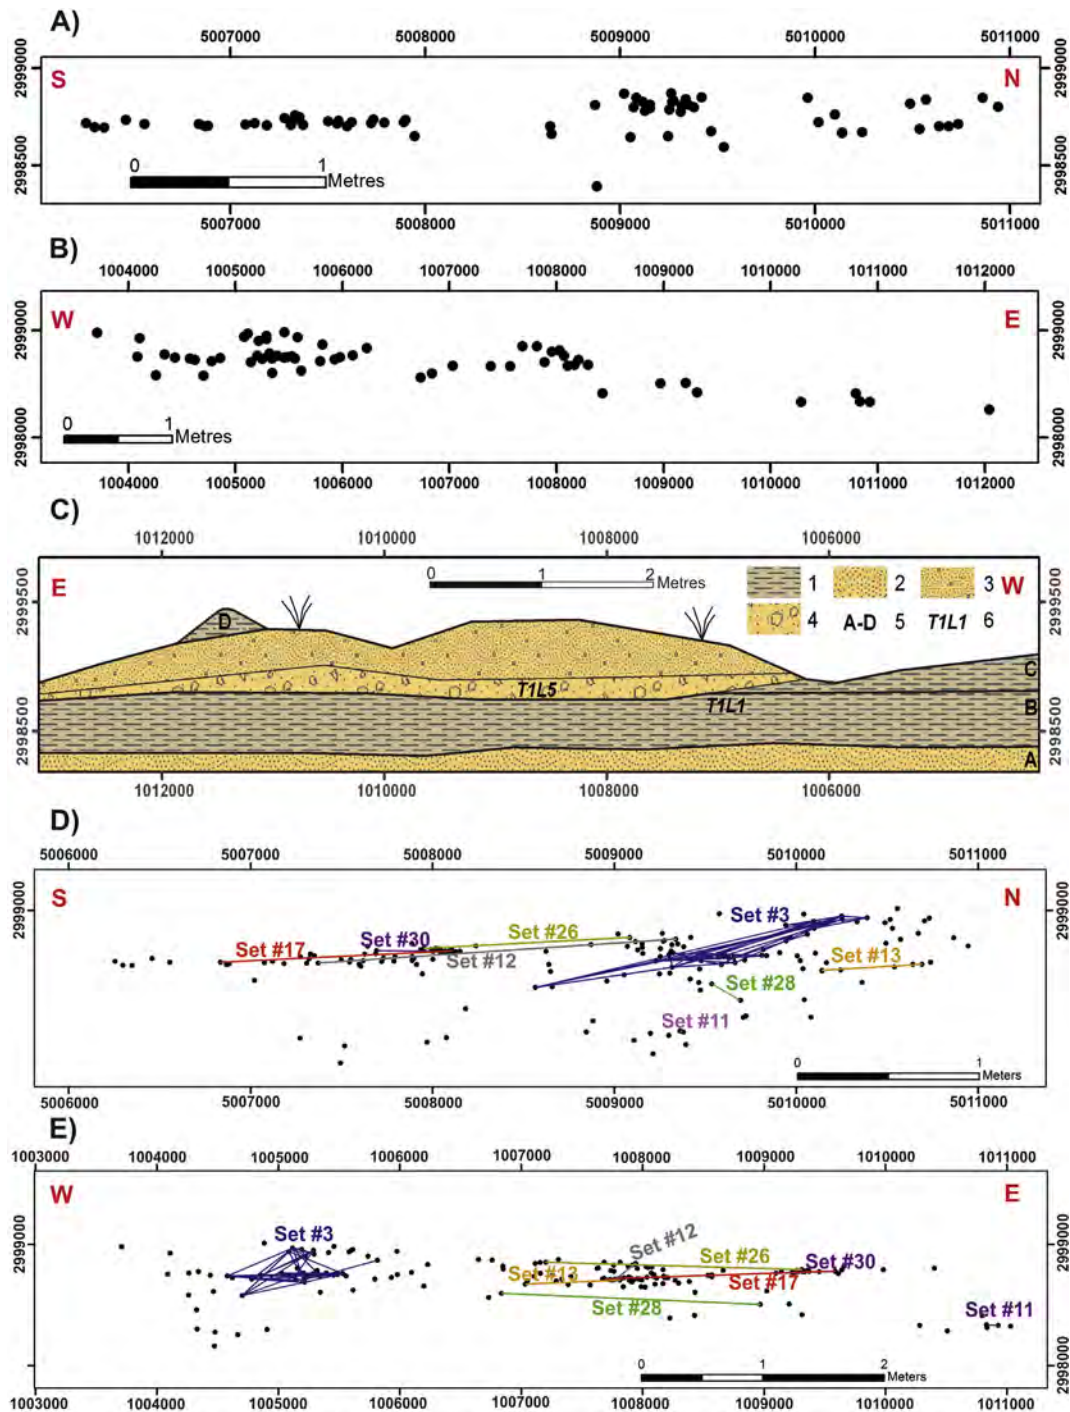 A)
5007000 5008000 5009000 5010000 5011000
S N
2999000 2999000
2998500 2998500
0 1
Metres
5007000 5008000 5009000 5010000 5011000
B)
1004000 1005000 1006000 1007000 1008000 1009000 1010000 1011000 1012000
W E
2999000 2999000
0 1
Metres
2998000 2998000
1004000 1005000 1006000 1007000 1008000 1009000 1010000 1011000 1012000
C)
1012000 1010000 1008000 1006000
E W
0 1 2
Metres
1 2 3
4 A-D 5 T1L1 6
2999500 2999500
D
C
T1L5
T1L1
B
2998500 2998500
A
1012000 1010000 1008000 1006000
D)
5006000 5007000 5008000 5009000 5010000 5011000
S N
2999000 2999000
Set #3
Set #26
Set #30
Set #17
Set #12
Set #13
Set #28
Set #11
0 1
Meters
5006000 5007000 5008000 5009000 5010000 5011000
E)
1003000 1004000 1005000 1006000 1007000 1008000 1009000 1010000 1011000
W E
2999000 2999000
Set #3
Set #12
Set #26
Set #30
Set #13
Set #17
Set #28
Set #11
0 1 2
Meters
2998000 2998000
1003000 1004000 1005000 1006000 1007000 1008000 1009000 1010000 1011000